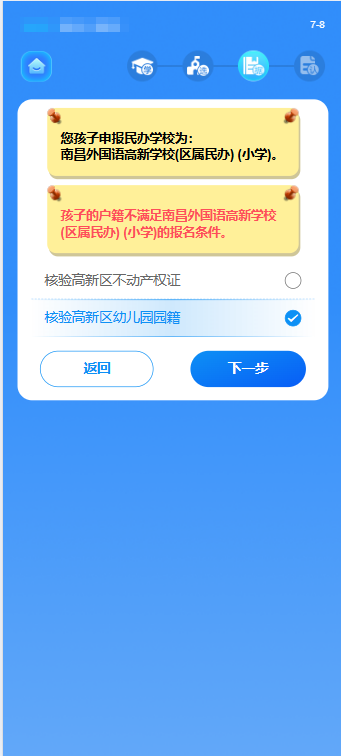 7-8
您孩子申报民办学校为：
南昌外国语高新学校(区属民办) (小学)。
孩子的户籍不满足南昌外国语高新学校
(区属民办) (小学)的报名条件。
核验高新区不动产权证
核验高新区幼儿园园籍
返回
下一步